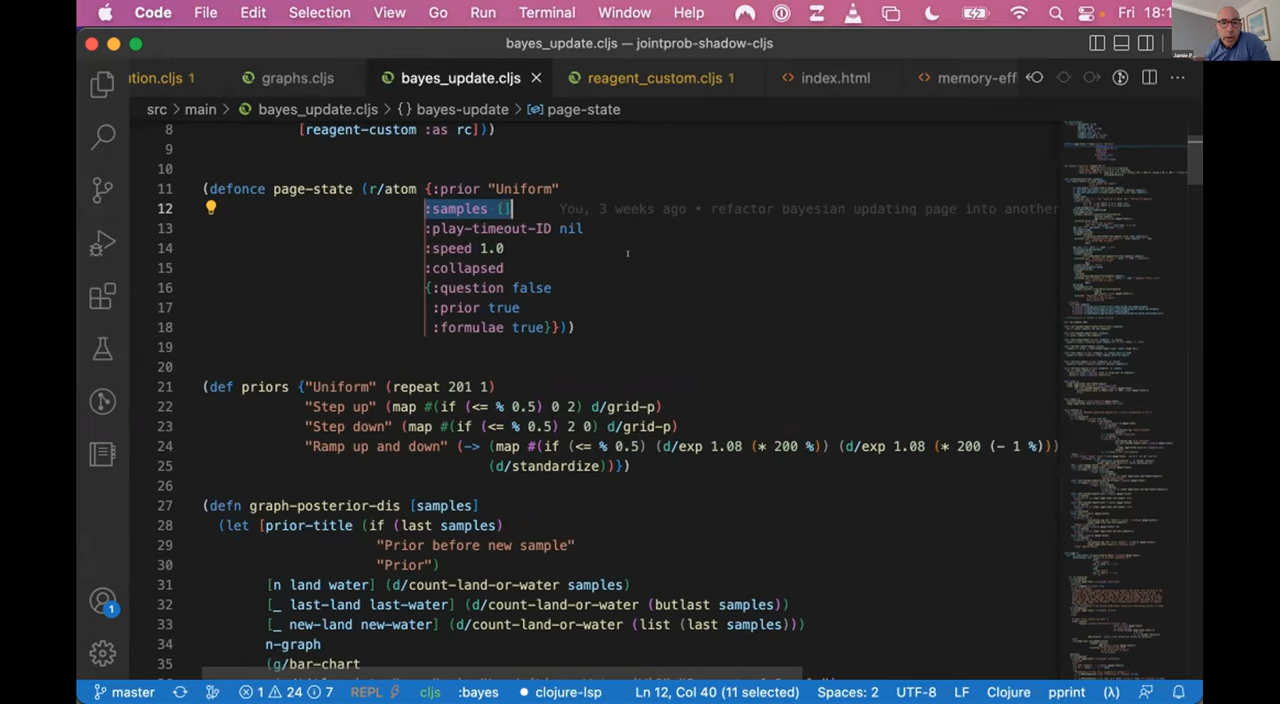 Code File Edit Selection View Go Run Terminal Window Help Fri 18:1
bayes_update.cljs — jointprob-shadow-cljs
Jamie P
ution.cljs 1 graphs.cljs bayes_update.cljs reagent_custom.cljs 1 index.html memory-eff
src > main > bayes_update.cljs > {} bayes-update > page-state
8 [reagent-custom :as rc]))
9
10
11 (defonce page-state (r/atom {:prior "Uniform"
12 :samples [] You, 3 weeks ago • refactor bayesian updating page into another
13 :play-timeout-ID nil
14 :speed 1.0
15 :collapsed
16 {:question false
17 :prior true
18 :formulae true}}))
19
20
21 (def priors {"Uniform" (repeat 201 1)
22 "Step up" (map #(if (<= % 0.5) 0 2) d/grid-p)
23 "Step down" (map #(if (<= % 0.5) 2 0) d/grid-p)
24 "Ramp up and down" (-> (map #(if (<= % 0.5) (d/exp 1.08 (* 200 %)) (d/exp 1.08 (* 200 (- 1 %)))
25 (d/standardize))})
26
27 (defn graph-posterior-dis [samples]
28 (let [prior-title (if (last samples)
29 "Prior before new sample"
30 "Prior")
31 [n land water] (d/count-land-or-water samples)
32 [_ last-land last-water] (d/count-land-or-water (butlast samples))
33 [_ new-land new-water] (d/count-land-or-water (list (last samples)))
34 n-graph
35 (g/bar-chart
1
master 1 24 7 REPL cljs :bayes clojure-lsp Ln 12, Col 40 (11 selected) Spaces: 2 UTF-8 LF Clojure pprint (λ)